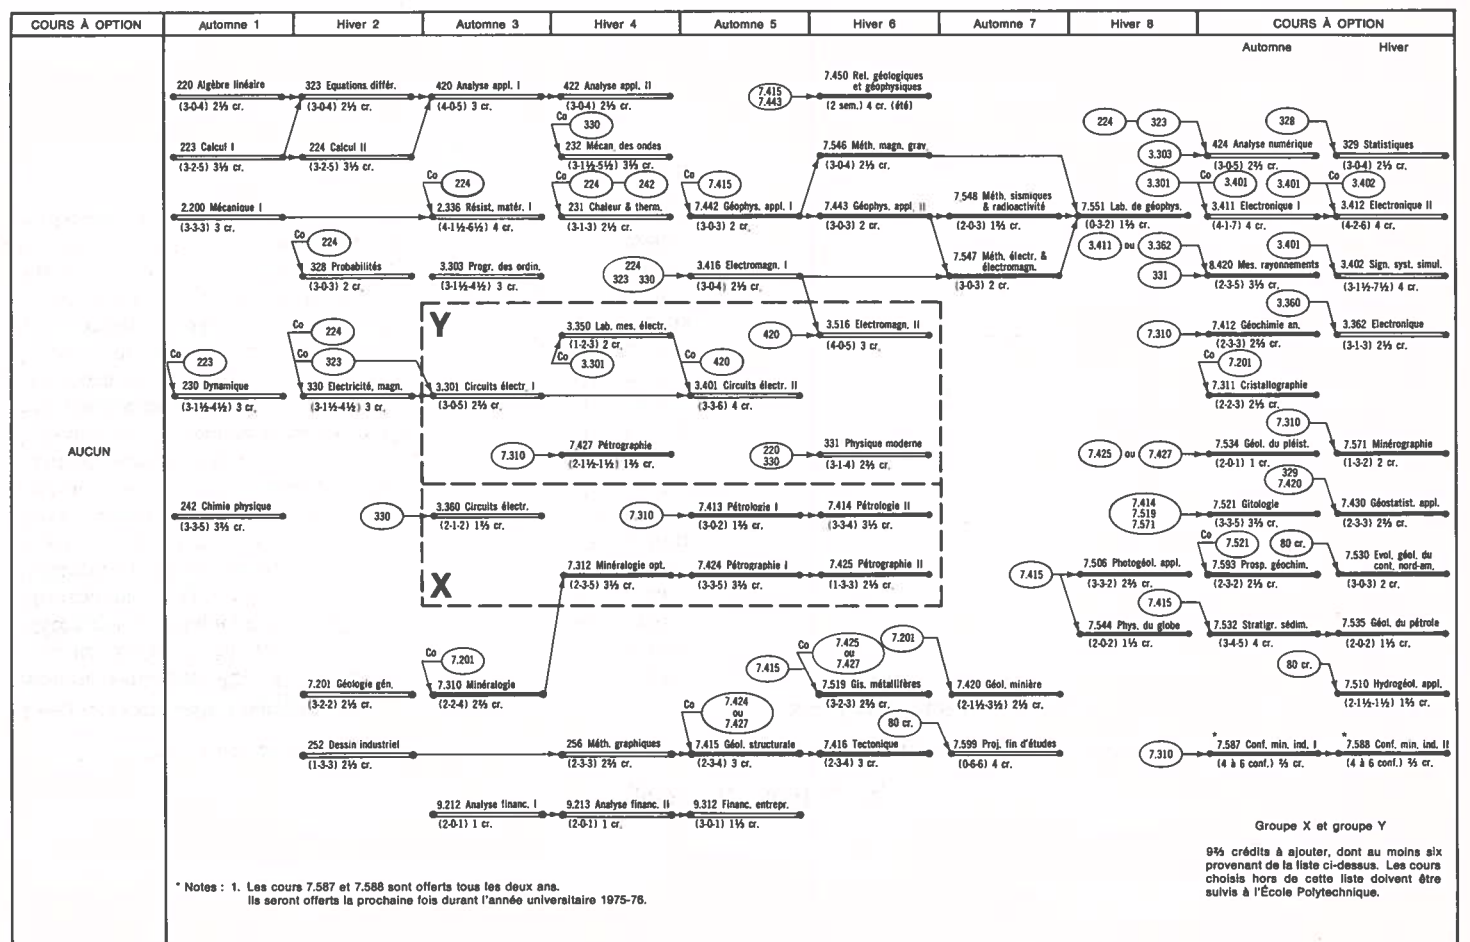 COURS À OPTION
Automne 1
Hiver 2
Automne 3
Hiver 4
Automne 5
Hiver 6
Automne 7
Hiver 8
COURS À OPTION
Automne
Hiver
AUCUN
220 Algèbre linéaire
(3-0-4) 2⅓ cr.
323 Equations différ.
(3-0-4) 2⅓ cr.
420 Analyse appl. I
(4-0-5) 3 cr.
422 Analyse appl. II
(3-0-4) 2⅓ cr.
7.415
7.443
7.450 Rel. géologiques
et géophysiques
(2 sem.) 4 cr. (été)
223 Calcul I
(3-2-5) 3⅓ cr.
224 Calcul II
(3-2-5) 3⅓ cr.
Co
330
232 Mécan. des ondes
(3-1½-5½) 3⅓ cr.
7.546 Méth. magn. grav.
(3-0-4) 2⅓ cr.
224
323
3.303
424 Analyse numérique
(3-0-5) 2⅔ cr.
328
329 Statistiques
(3-0-4) 2⅓ cr.
2.200 Mécanique I
(3-3-3) 3 cr.
Co
224
2.336 Résist. matér. I
(4-1½-6½) 4 cr.
Co
224
242
231 Chaleur & therm.
(3-1-3) 2⅓ cr.
Co
7.415
7.442 Géophys. appl. I
(3-0-3) 2 cr.
7.443 Géophys. appl. II
(3-0-3) 2 cr.
7.548 Méth. sismiques
& radioactivité
(2-0-3) 1⅔ cr.
7.551 Lab. de géophys.
(0-3-2) 1⅔ cr.
3.301
Co
3.401
3.411 Electronique I
(4-1-7) 4 cr.
3.401
Co
3.402
3.412 Electronique II
(4-2-6) 4 cr.
Co
224
328 Probabilités
(3-0-3) 2 cr.
3.303 Progr. des ordin.
(3-1½-4½) 3 cr.
224
323 330
3.416 Electromagn. I
(3-0-4) 2⅓ cr.
7.547 Méth. électr. &
électromagn.
(3-0-3) 2 cr.
3.411 ou 3.362
331
8.420 Mes. rayonnements
(2-3-5) 3⅓ cr.
3.401
3.402 Sign. syst. simul.
(3-1½-7½) 4 cr.
Y
Co
224
323
3.350 Lab. mes. électr.
(1-2-3) 2 cr.
Co
3.301
420
3.516 Electromagn. II
(4-0-5) 3 cr.
7.310
7.412 Géochimie an.
(2-3-3) 2⅔ cr.
3.360
3.362 Electronique
(3-1-3) 2⅓ cr.
Co
223
230 Dynamique
(3-1½-4½) 3 cr.
330 Electricité, magn.
(3-1½-4½) 3 cr.
3.301 Circuits électr. I
(3-0-5) 2⅔ cr.
Co
420
3.401 Circuits électr. II
(3-3-6) 4 cr.
Co
7.201
7.311 Cristallographie
(2-2-3) 2⅓ cr.
7.310
7.427 Pétrographie
(2-1½-1½) 1⅔ cr.
220
330
331 Physique moderne
(3-1-4) 2⅔ cr.
7.425 ou 7.427
7.534 Géol. du pléist.
(2-0-1) 1 cr.
7.310
7.571 Minérographie
(1-3-2) 2 cr.
242 Chimie physique
(3-3-5) 3⅔ cr.
330
3.360 Circuits électr.
(2-1-2) 1⅔ cr.
7.310
7.413 Pétrologie I
(3-0-2) 1⅔ cr.
7.414 Pétrologie II
(3-3-4) 3⅓ cr.
7.414
7.519
7.571
7.521 Gitologie
(3-3-5) 3⅔ cr.
329
7.420
7.430 Géostatist. appl.
(2-3-3) 2⅔ cr.
X
7.312 Minéralogie opt.
(2-3-5) 3⅓ cr.
7.424 Pétrographie I
(3-3-5) 3⅔ cr.
7.425 Pétrographie II
(1-3-3) 2⅓ cr.
7.415
7.506 Photogéol. appl.
(3-3-2) 2⅔ cr.
Co
7.521
7.593 Prosp. géochim.
(2-3-2) 2⅓ cr.
80 cr.
7.530 Evol. géol. du
cont. nord-am.
(3-0-3) 2 cr.
7.544 Phys. du globe
(2-0-2) 1⅓ cr.
7.415
7.532 Stratigr. sédim.
(3-4-5) 4 cr.
7.535 Géol. du pétrole
(2-0-2) 1⅓ cr.
7.201 Géologie gén.
(3-2-2) 2⅓ cr.
Co
7.201
7.310 Minéralogie
(2-2-4) 2⅔ cr.
7.415
Co
7.425
ou
7.427
7.519 Gis. métallifères
(3-2-3) 2⅔ cr.
7.201
7.420 Géol. minière
(2-1½-3½) 2⅓ cr.
80 cr.
7.510 Hydrogéol. appl.
(2-1½-1½) 1⅔ cr.
252 Dessin industriel
(1-3-3) 2⅓ cr.
256 Méth. graphiques
(2-3-3) 2⅔ cr.
Co
7.424
ou
7.427
7.415 Géol. structurale
(2-3-4) 3 cr.
7.416 Tectonique
(2-3-4) 3 cr.
80 cr.
7.599 Proj. fin d'études
(0-6-6) 4 cr.
7.310
* 7.587 Conf. min. ind. I
(4 à 6 conf.) ⅔ cr.
* 7.588 Conf. min. ind. II
(4 à 6 conf.) ⅔ cr.
9.212 Analyse financ. I
(2-0-1) 1 cr.
9.213 Analyse financ. II
(2-0-1) 1 cr.
9.312 Financ. entrepr.
(3-0-1) 1⅓ cr.
Groupe X et groupe Y
9⅔ crédits à ajouter, dont au moins six
provenant de la liste ci-dessus. Les cours
choisis hors de cette liste doivent être
suivis à l'École Polytechnique.
* Notes : 1. Les cours 7.587 et 7.588 sont offerts tous les deux ans.
Ils seront offerts la prochaine fois durant l'année universitaire 1975-76.